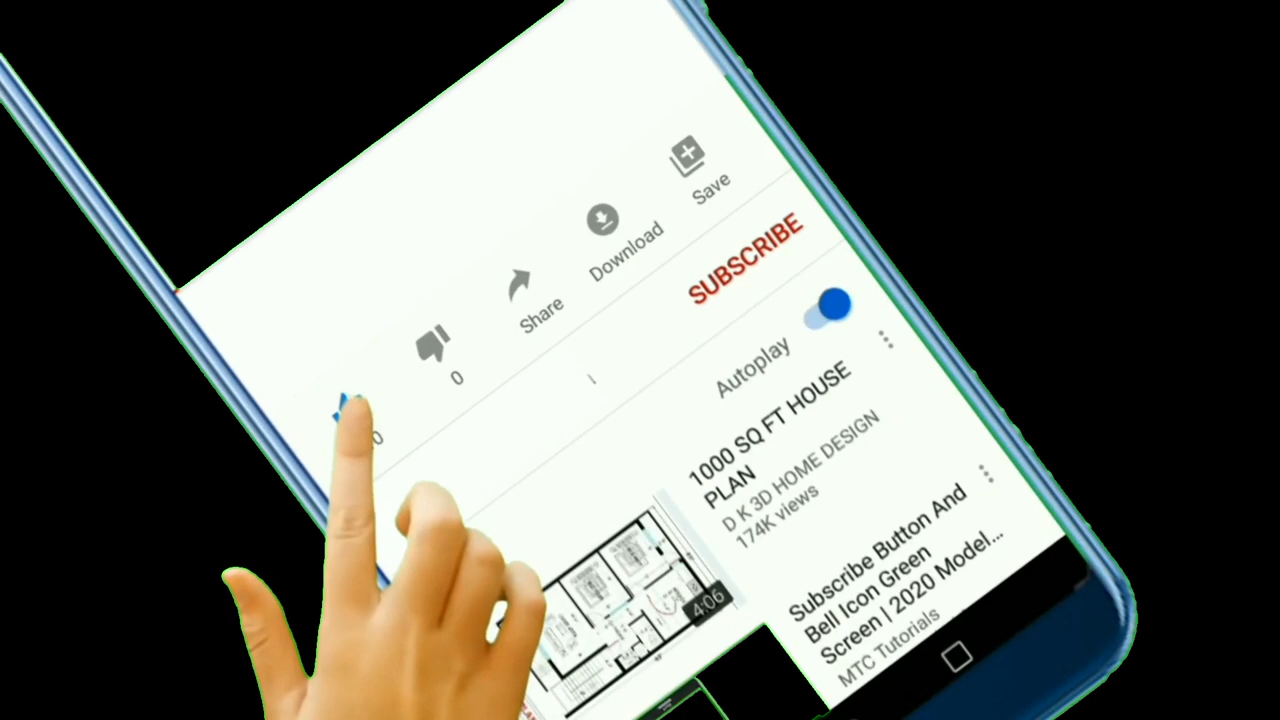 0
0
Share
Download
Save
SUBSCRIBE
Autoplay
1000 SQ FT HOUSE
PLAN
D K 3D HOME DESIGN
174K views
4:06
Subscribe Button And
Bell Icon Green
Screen | 2020 Model...
MTC Tutorials